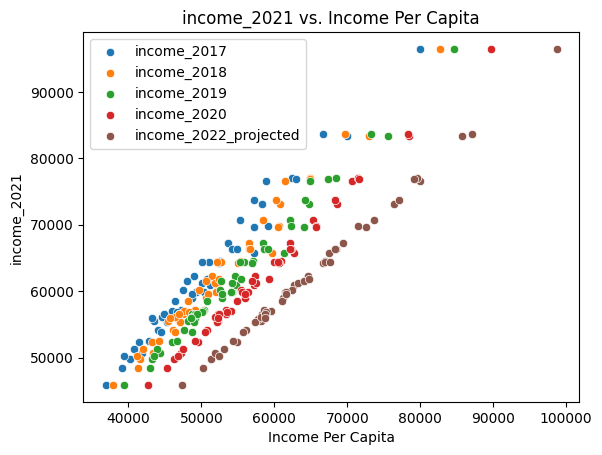 income_2021 vs. Income Per Capita
income_2017
income_2018
income_2019
income_2020
income_2022_projected
income_2021
90000
80000
70000
60000
50000
40000 50000 60000 70000 80000 90000 100000
Income Per Capita